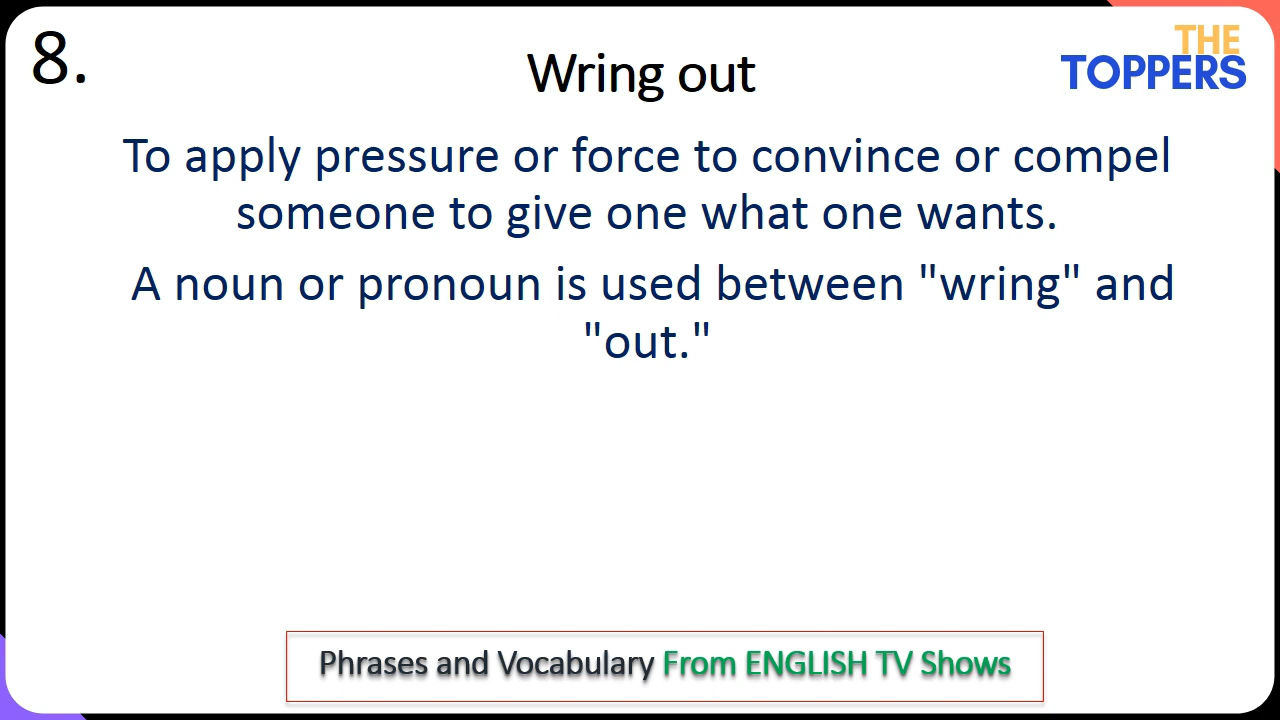 8.
Wring out
THE
TOPPERS
To apply pressure or force to convince or compel
someone to give one what one wants.
A noun or pronoun is used between "wring" and
"out."
Phrases and Vocabulary From ENGLISH TV Shows